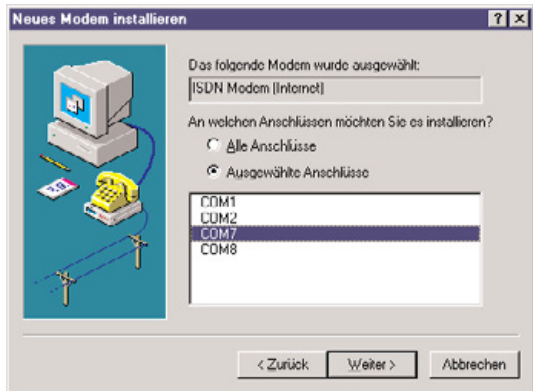 Neues Modem installieren
Das folgende Modem wurde ausgewählt:
ISDN Modem (Internet)
An welchen Anschlüssen möchten Sie es installieren?
Alle Anschlüsse
Ausgewählte Anschlüsse
COM1
COM2
COM7
COM8
< Zurück
Weiter >
Abbrechen